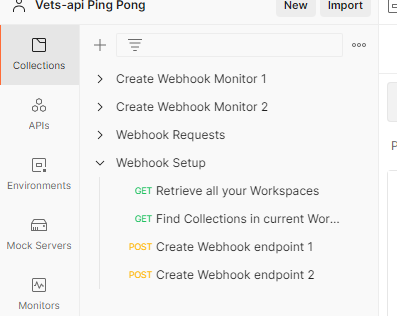 Vets-api Ping Pong
New
Import
Collections
APIs
Environments
Mock Servers
Monitors
Create Webhook Monitor 1
Create Webhook Monitor 2
Webhook Requests
Webhook Setup
GET Retrieve all your Workspaces
GET Find Collections in current Wor...
POST Create Webhook endpoint 1
POST Create Webhook endpoint 2
P